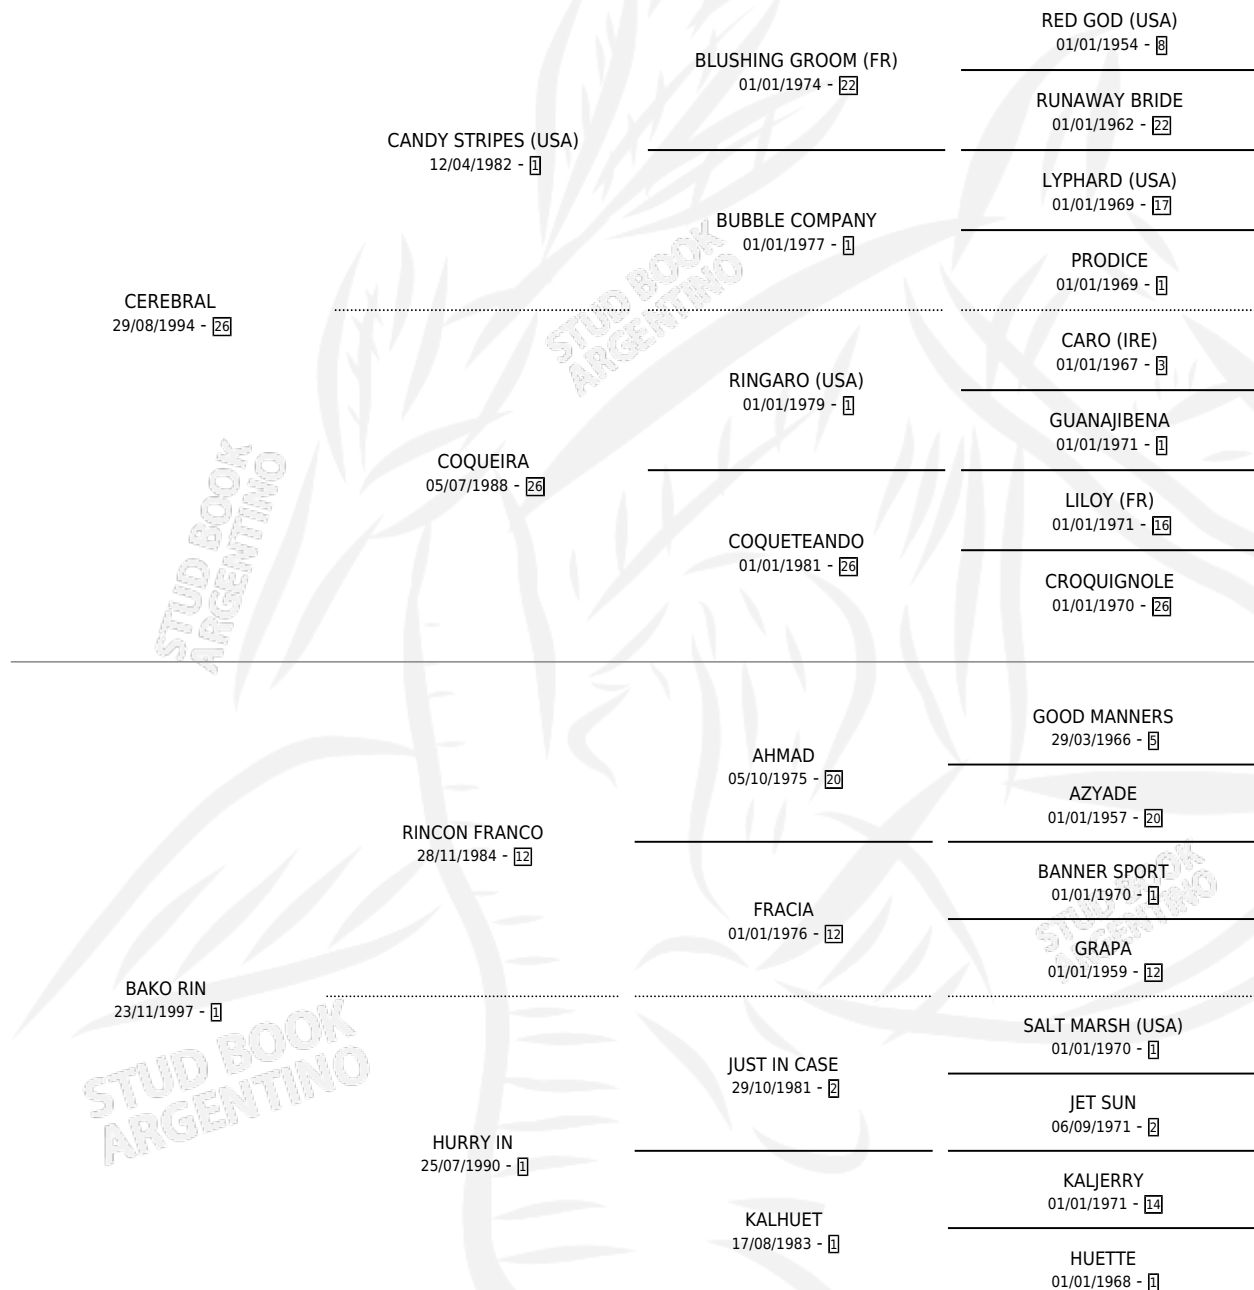 RED GOD (USA)
01/01/1954 - 8
BLUSHING GROOM (FR)
01/01/1974 - 22
RUNAWAY BRIDE
01/01/1962 - 22
CANDY STRIPES (USA)
12/04/1982 - 1
LYPHARD (USA)
01/01/1969 - 17
BUBBLE COMPANY
01/01/1977 - 1
PRODICE
01/01/1969 - 1
CEREBRAL
29/08/1994 - 26
STUD BOOK
ARGENTINO
CARO (IRE)
01/01/1967 - 3
RINGARO (USA)
01/01/1979 - 1
GUANAJIBENA
01/01/1971 - 1
COQUEIRA
05/07/1988 - 26
LILOY (FR)
01/01/1971 - 16
COQUETEANDO
01/01/1981 - 26
CROQUIGNOLE
01/01/1970 - 26
STUD BOOK
ARGENTINO
GOOD MANNERS
29/03/1966 - 5
AHMAD
05/10/1975 - 20
AZYADE
01/01/1957 - 20
RINCON FRANCO
28/11/1984 - 12
BANNER SPORT
01/01/1970 - 1
FRACIA
01/01/1976 - 12
STUD BOOK
ARGENTINO
GRAPA
01/01/1959 - 12
BAKO RIN
23/11/1997 - 1
SALT MARSH (USA)
01/01/1970 - 1
STUD BOOK
ARGENTINO
JUST IN CASE
29/10/1981 - 2
JET SUN
06/09/1971 - 2
HURRY IN
25/07/1990 - 1
KALJERRY
01/01/1971 - 14
KALHUET
17/08/1983 - 1
HUETTE
01/01/1968 - 1